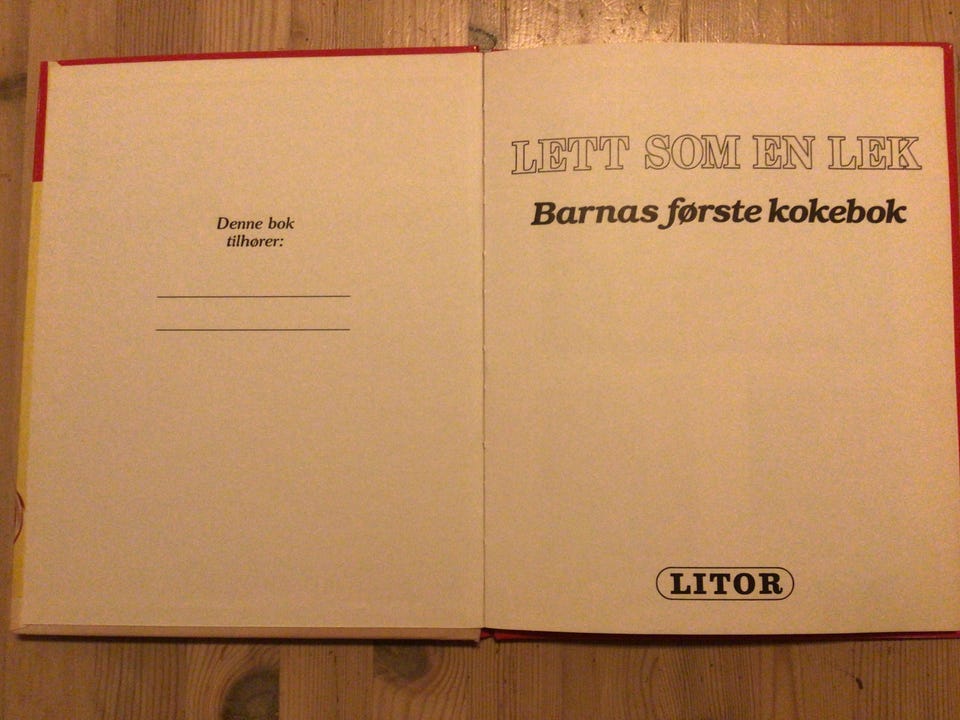 Denne bok
tilhører:
LETT SOM EN LEK
Barnas første kokebok
LITOR